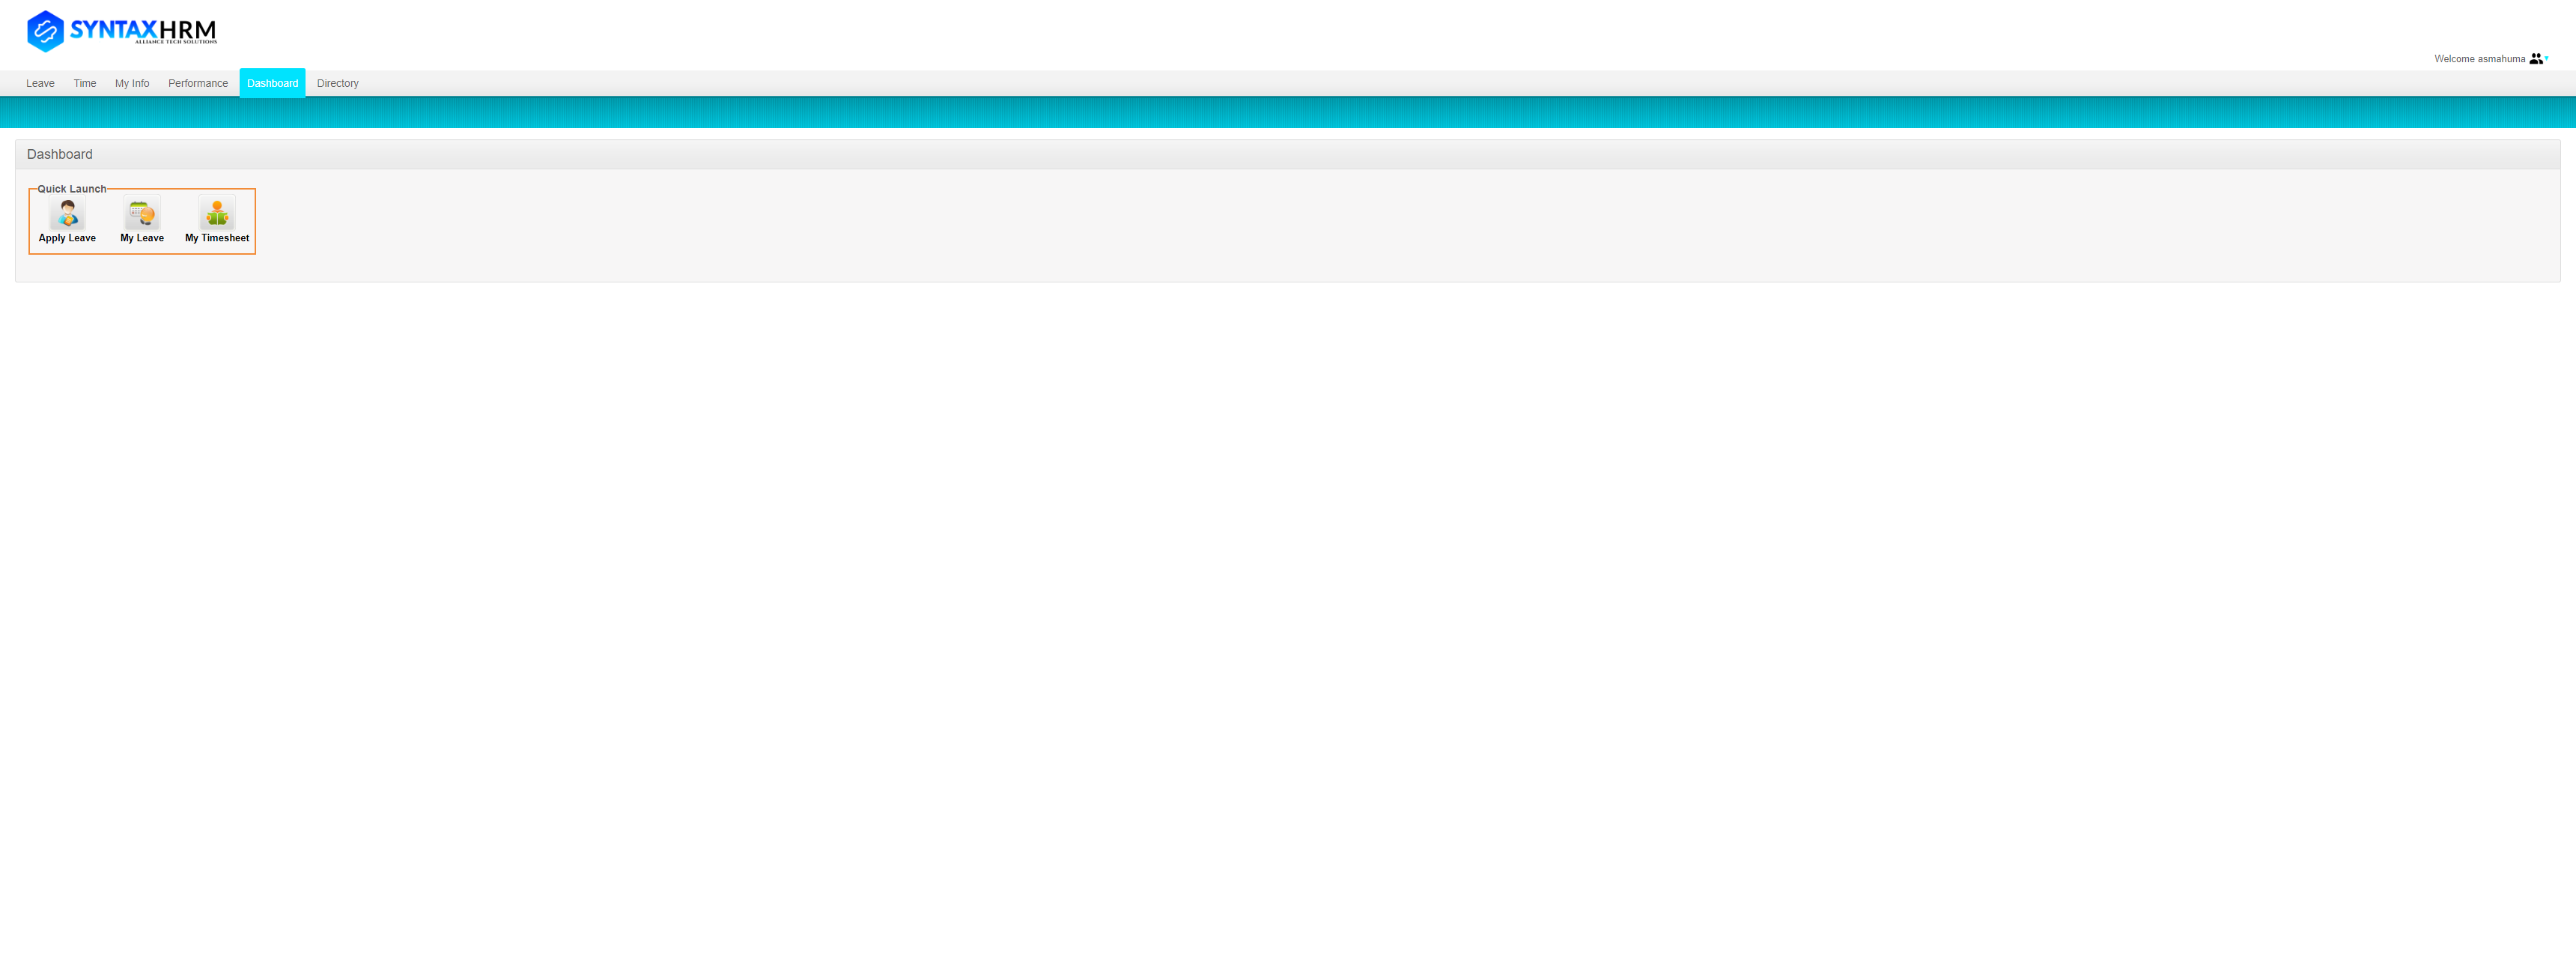 SYNTAXHRM
ALLIANCE TECH SOLUTIONS
Welcome asmahuma
Leave Time My Info Performance Dashboard Directory
Dashboard
Quick Launch
Apply Leave My Leave My Timesheet